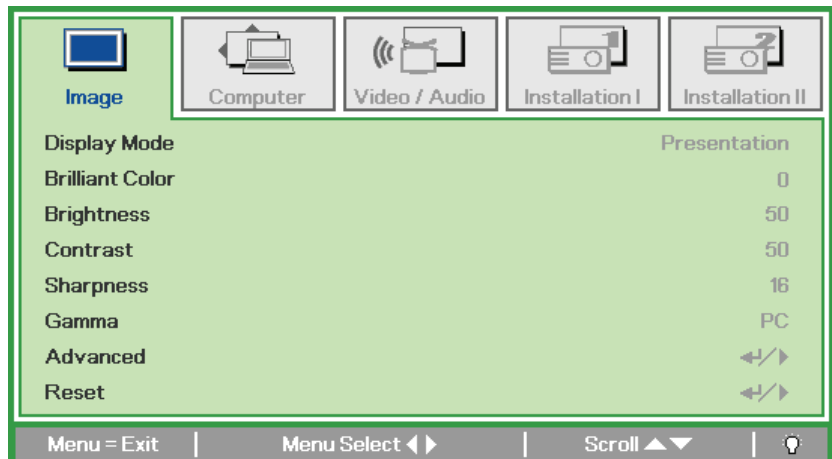 Image Computer Video / Audio Installation I Installation II
Display Mode Presentation
Brilliant Color 0
Brightness 50
Contrast 50
Sharpness 16
Gamma PC
Advanced ↵/▶
Reset ↵/▶
Menu = Exit | Menu Select ◀▶ | Scroll ▲▼ |